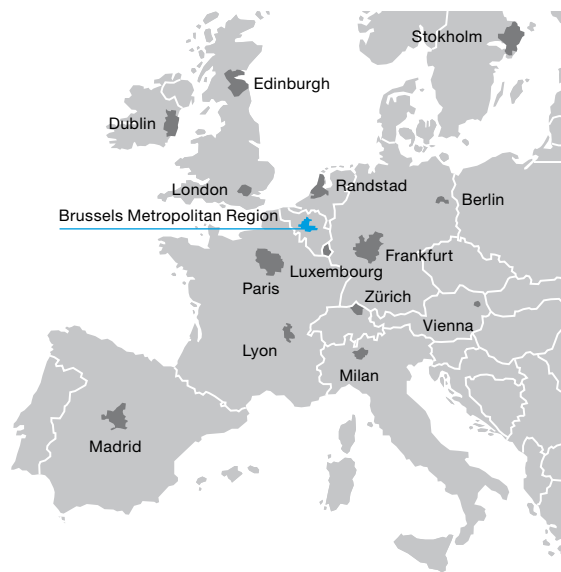 Stokholm
Edinburgh
Dublin
London
Randstad
Berlin
Brussels Metropolitan Region
Frankfurt
Luxembourg
Paris
Zürich
Vienna
Lyon
Milan
Madrid